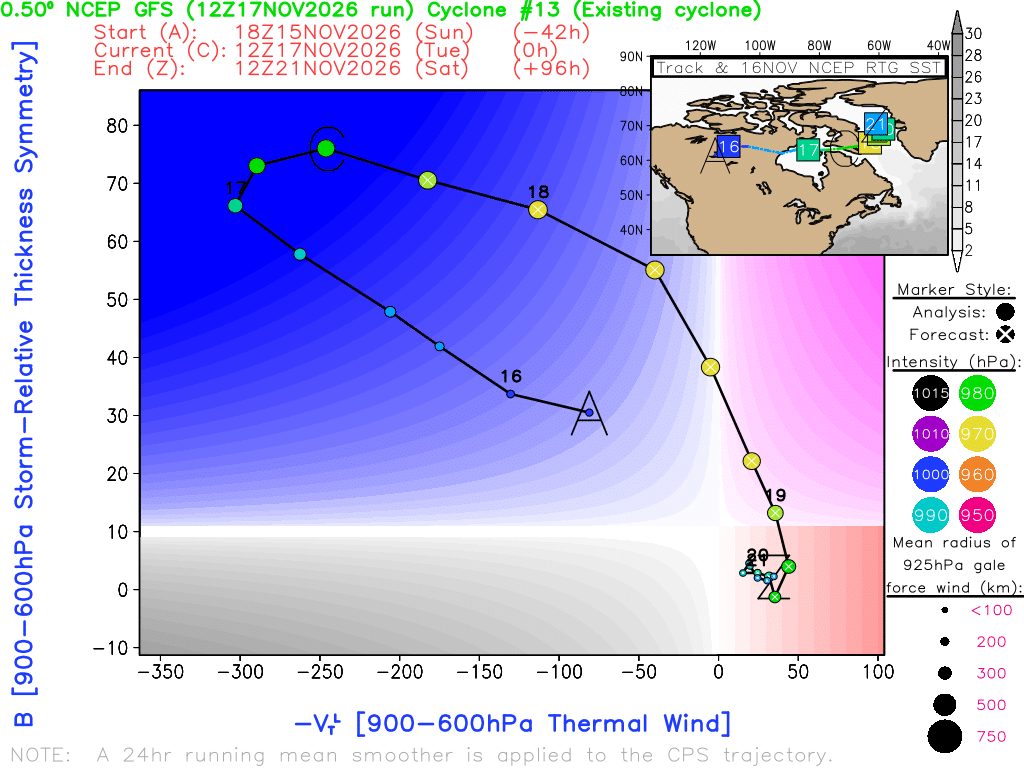 0.50° NCEP GFS (12Z17NOV2026 run) Cyclone #13 (Existing cyclone)
Start (A): 18Z15NOV2026 (Sun) (−42h)
Current (C): 12Z17NOV2026 (Tue) (0h)
End (Z): 12Z21NOV2026 (Sat) (+96h)
120W 100W 80W 60W 40W
Track & 16NOV NCEP RTG SST
90N
80N
70N
60N
50N
40N
A 16 17 21
30
28
26
23
20
17
14
11
8
5
2
B [900−600hPa Storm−Relative Thickness Symmetry]
80
70
60
50
40
30
20
10
0
−10
C
17
18
16
A
19
20
21
Z
−350 −300 −250 −200 −150 −100 −50 0 50 100
−V_T^L [900−600hPa Thermal Wind]
Marker Style:
Analysis:
Forecast:
Intensity (hPa):
1015 980
1010 970
1000 960
990 950
Mean radius of
925hPa gale
force wind (km):
<100
200
300
500
750
NOTE: A 24hr running mean smoother is applied to the CPS trajectory.